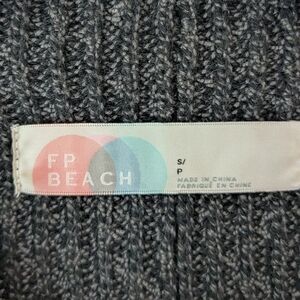 FP
BEACH
S/
P
MADE IN CHINA
FABRIQUÉ EN CHINE